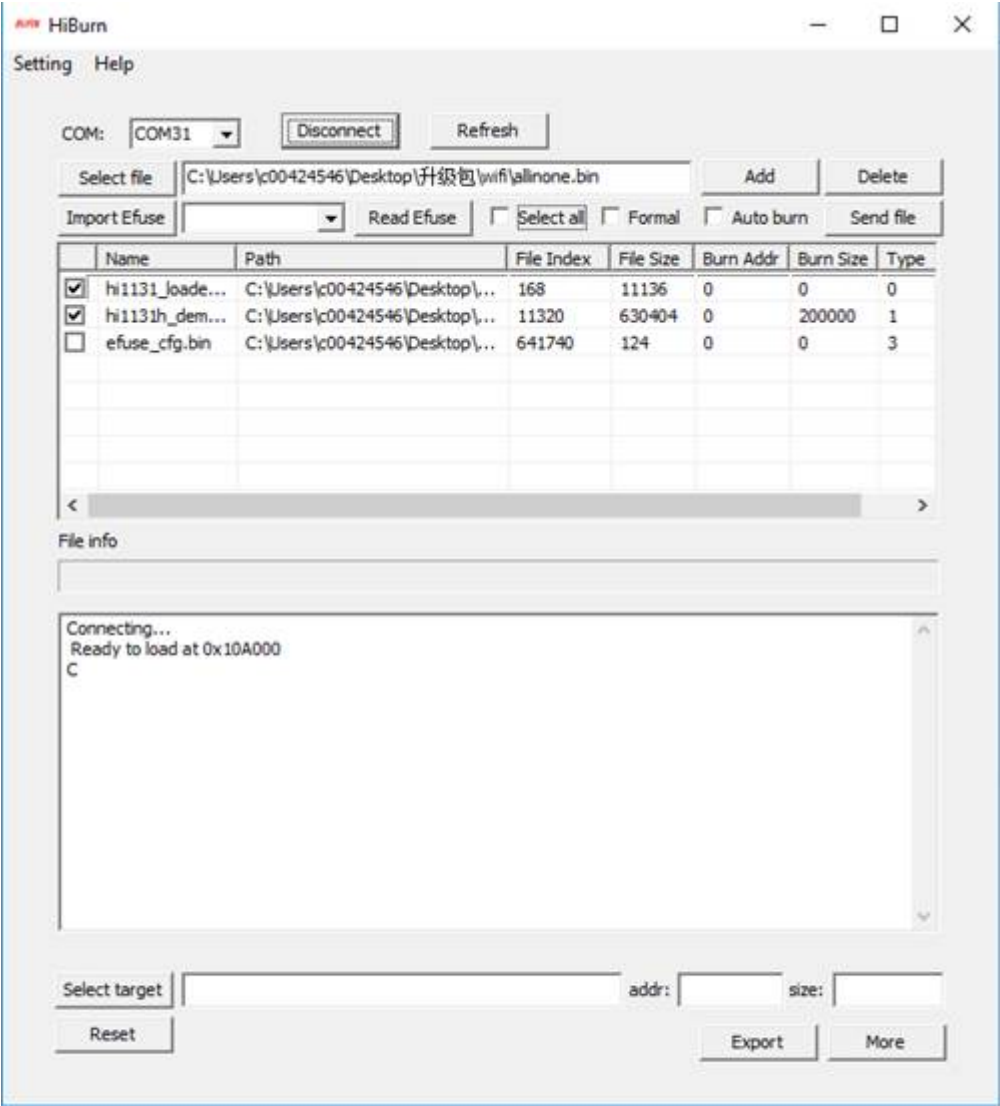 HiBurn
Setting Help
COM: COM31 Disconnect Refresh
Select file C:\Users\c00424546\Desktop\升级包\wifi\allinone.bin Add Delete
Import Efuse Read Efuse Select all Formal Auto burn Send file
Name Path File Index File Size Burn Addr Burn Size Type
hi1131_loade... C:\Users\c00424546\Desktop\... 168 11136 0 0 0
hi1131h_dem... C:\Users\c00424546\Desktop\... 11320 630404 0 200000 1
efuse_cfg.bin C:\Users\c00424546\Desktop\... 641740 124 0 0 3
File info
Connecting...
Ready to load at 0x10A000
C
Select target addr: size:
Reset
Export More